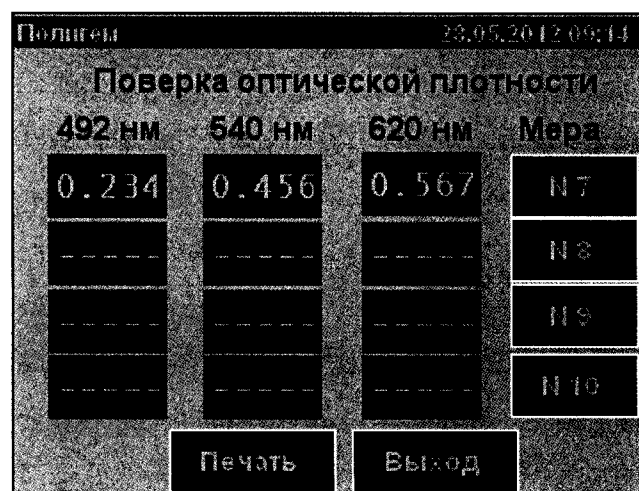 Полигем 23.05.2012 09:14
Поверка оптической плотности
492 нм 540 нм 620 нм Мера
0.234 0.456 0.567 N 7
----- ----- ----- N 8
----- ----- ----- N 9
----- ----- ----- N 10
Печать Выход